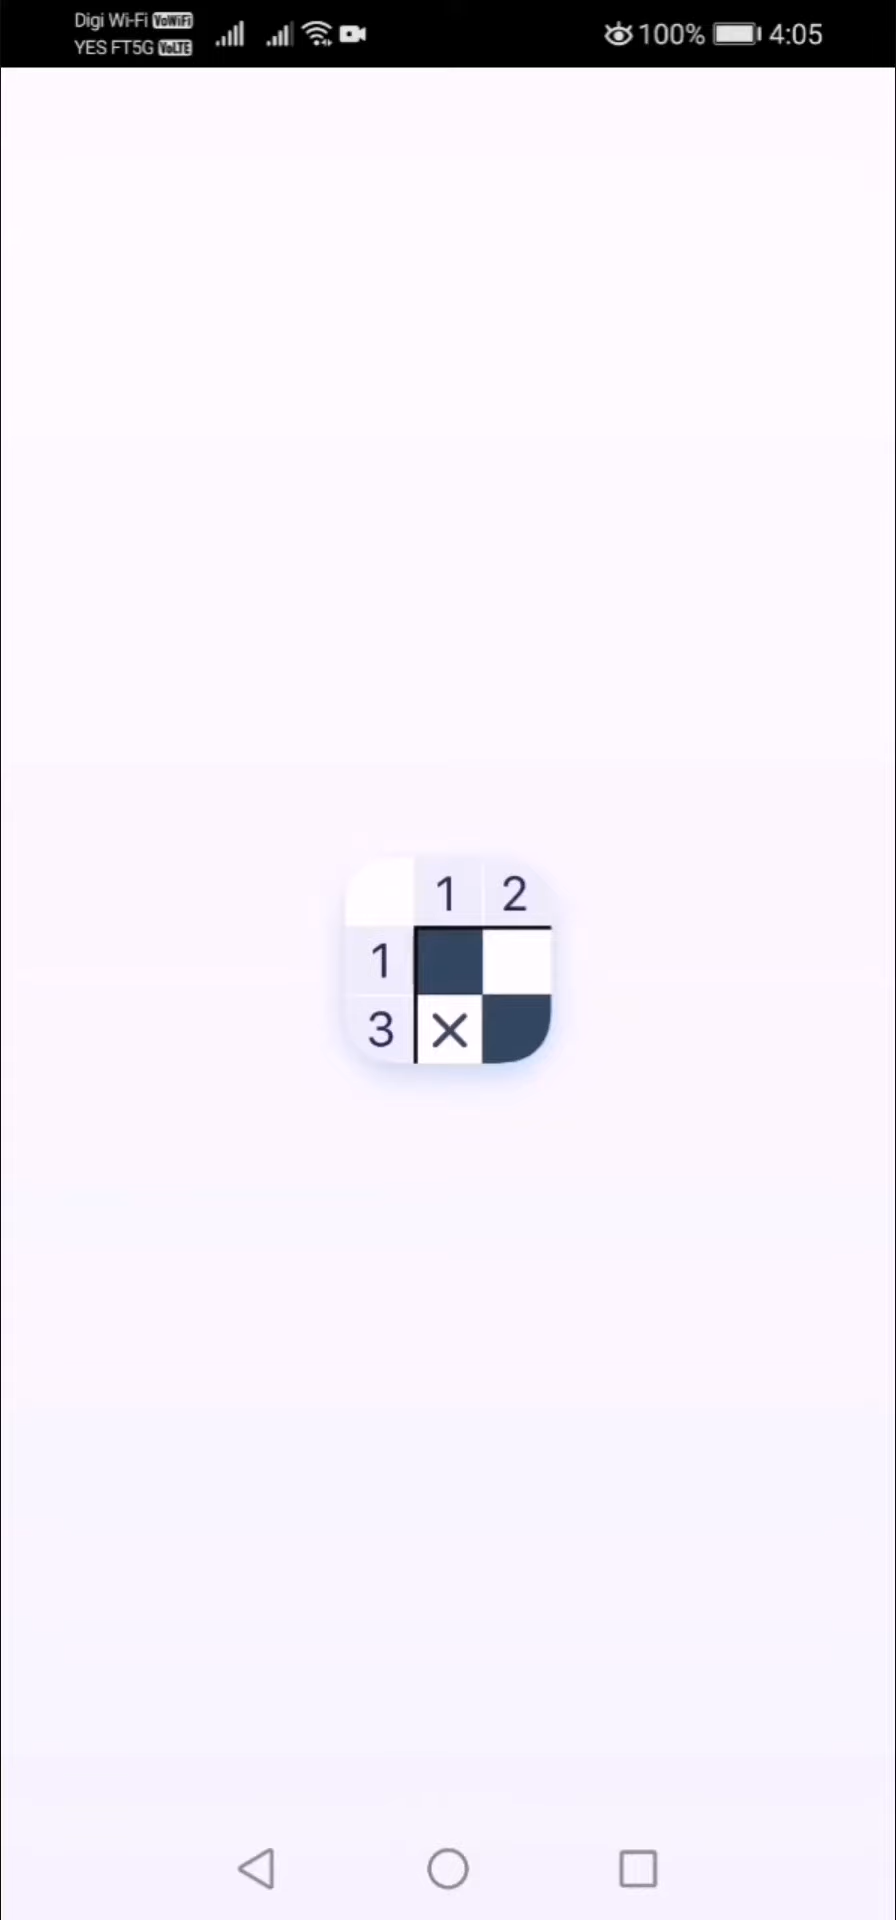 Digi Wi-Fi VoWiFi
YES FT5G VoLTE
100% 4:05
1 2
1
3